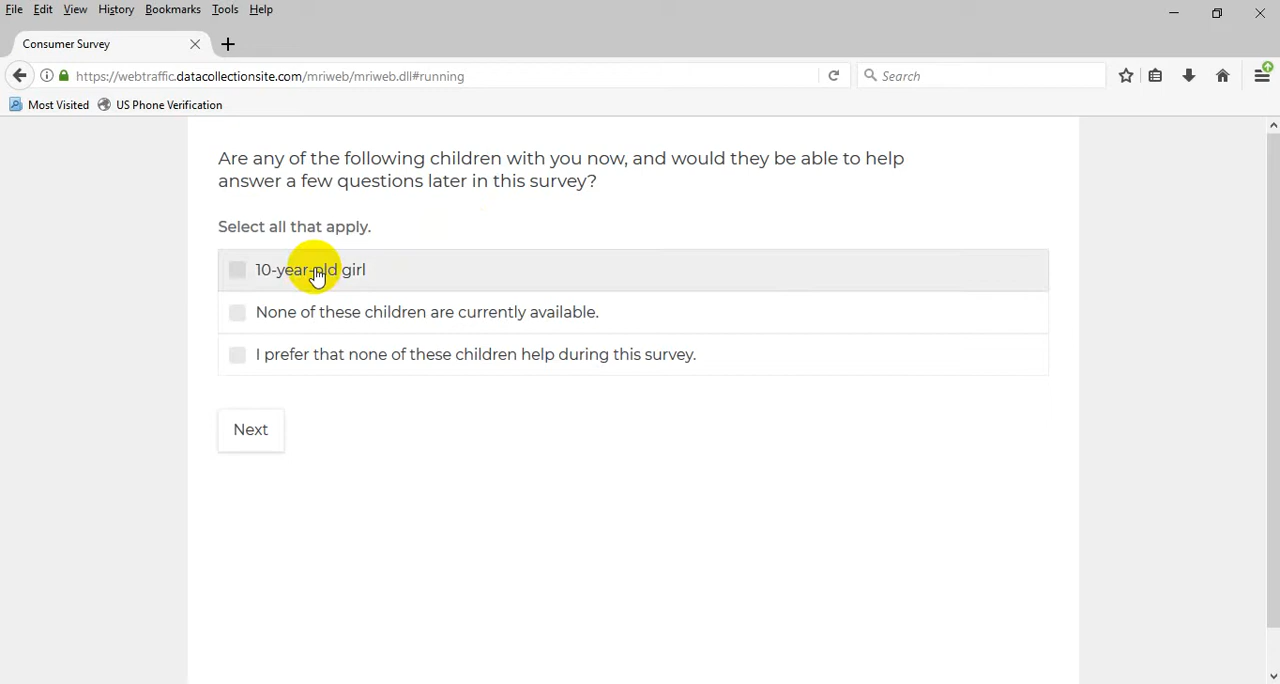 File Edit View History Bookmarks Tools Help
Consumer Survey
https://webtraffic.datacollectionsite.com/mriweb/mriweb.dll#running
Search
Most Visited US Phone Verification
Are any of the following children with you now, and would they be able to help
answer a few questions later in this survey?
Select all that apply.
10-year-old girl
None of these children are currently available.
I prefer that none of these children help during this survey.
Next